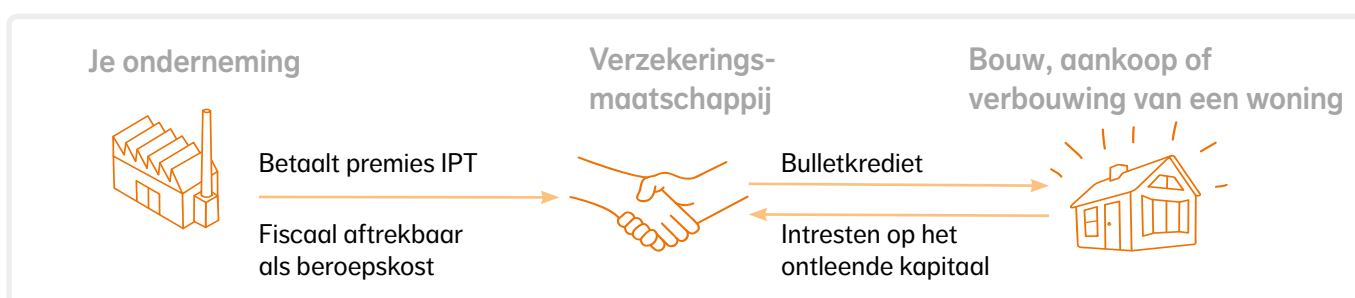 Je onderneming
Verzekerings-
maatschappij
Bouw, aankoop of
verbouwing van een woning
Betaalt premies IPT
Fiscaal aftrekbaar
als beroepskost
Bulletkrediet
Intresten op het
ontleende kapitaal